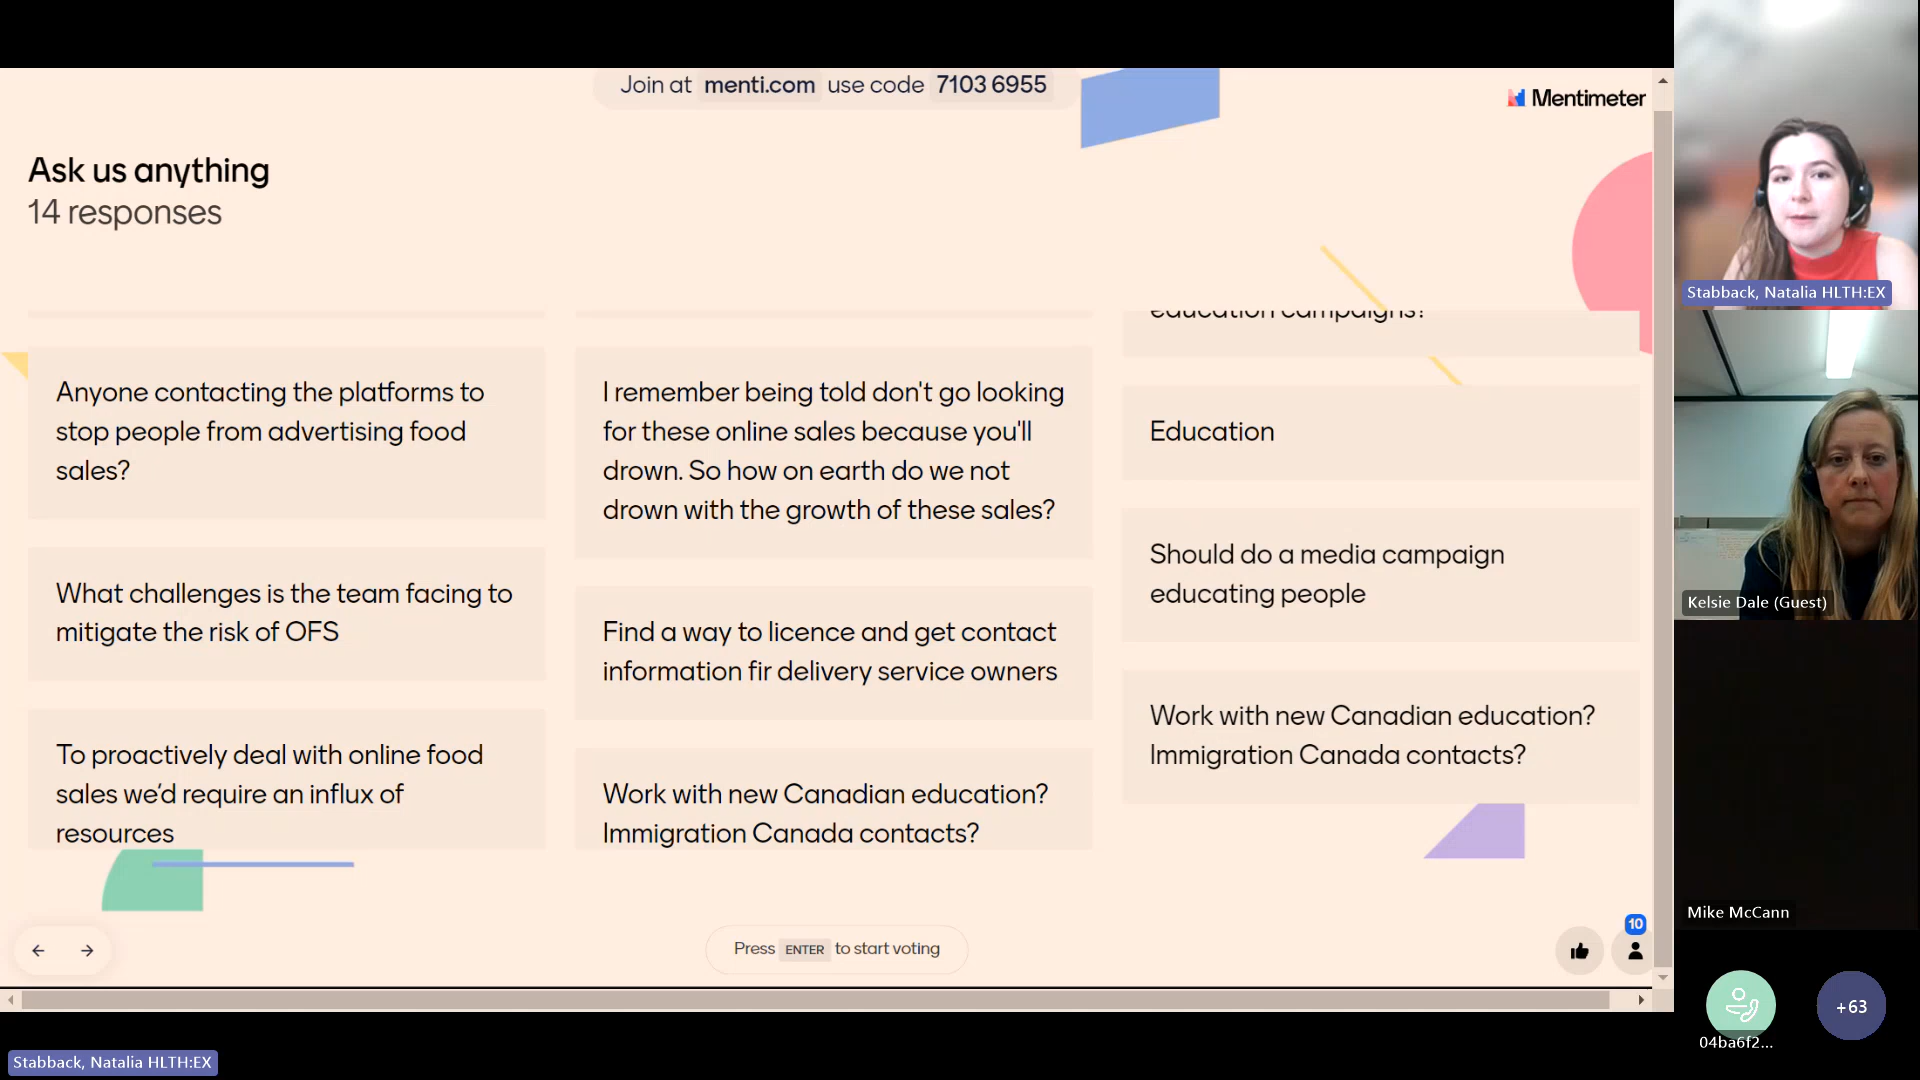 Join at menti.com use code 7103 6955
Mentimeter
Ask us anything
14 responses
Anyone contacting the platforms to
stop people from advertising food
sales?
What challenges is the team facing to
mitigate the risk of OFS
To proactively deal with online food
sales we'd require an influx of
resources
I remember being told don't go looking
for these online sales because you'll
drown. So how on earth do we not
drown with the growth of these sales?
Find a way to licence and get contact
information fir delivery service owners
Work with new Canadian education?
Immigration Canada contacts?
education campaigns?
Education
Should do a media campaign
educating people
Work with new Canadian education?
Immigration Canada contacts?
Press ENTER to start voting
10
Stabback, Natalia HLTH:EX
Kelsie Dale (Guest)
Mike McCann
04ba6f2...
+63
Stabback, Natalia HLTH:EX